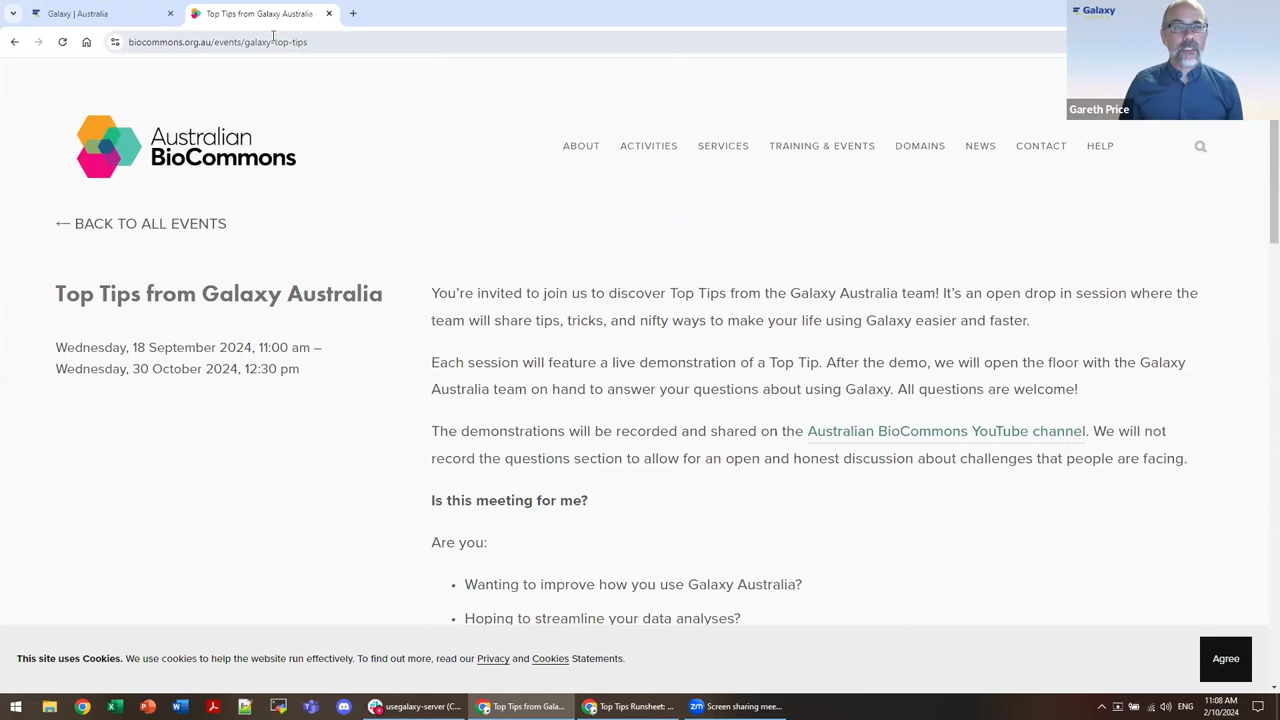 Galaxy | Australia
Top Tips from Galaxy Australia
biocommons.org.au/events/galaxy-top-tips
Galaxy
Gareth Price
Australian
BioCommons
ABOUT ACTIVITIES SERVICES TRAINING & EVENTS DOMAINS NEWS CONTACT HELP
← BACK TO ALL EVENTS
Top Tips from Galaxy Australia
Wednesday, 18 September 2024, 11:00 am –
Wednesday, 30 October 2024, 12:30 pm
You’re invited to join us to discover Top Tips from the Galaxy Australia team! It’s an open drop in session where the
team will share tips, tricks, and nifty ways to make your life using Galaxy easier and faster.
Each session will feature a live demonstration of a Top Tip. After the demo, we will open the floor with the Galaxy
Australia team on hand to answer your questions about using Galaxy. All questions are welcome!
The demonstrations will be recorded and shared on the Australian BioCommons YouTube channel. We will not
record the questions section to allow for an open and honest discussion about challenges that people are facing.
Is this meeting for me?
Are you:
• Wanting to improve how you use Galaxy Australia?
• Hoping to streamline your data analyses?
This site uses Cookies. We use cookies to help the website run effectively. To find out more, read our Privacy and Cookies Statements.
Agree
usegalaxy-server (C...
Top Tips from Gala...
Top Tips Runsheet: ...
Screen sharing mee...
11:08 AM
2/10/2024